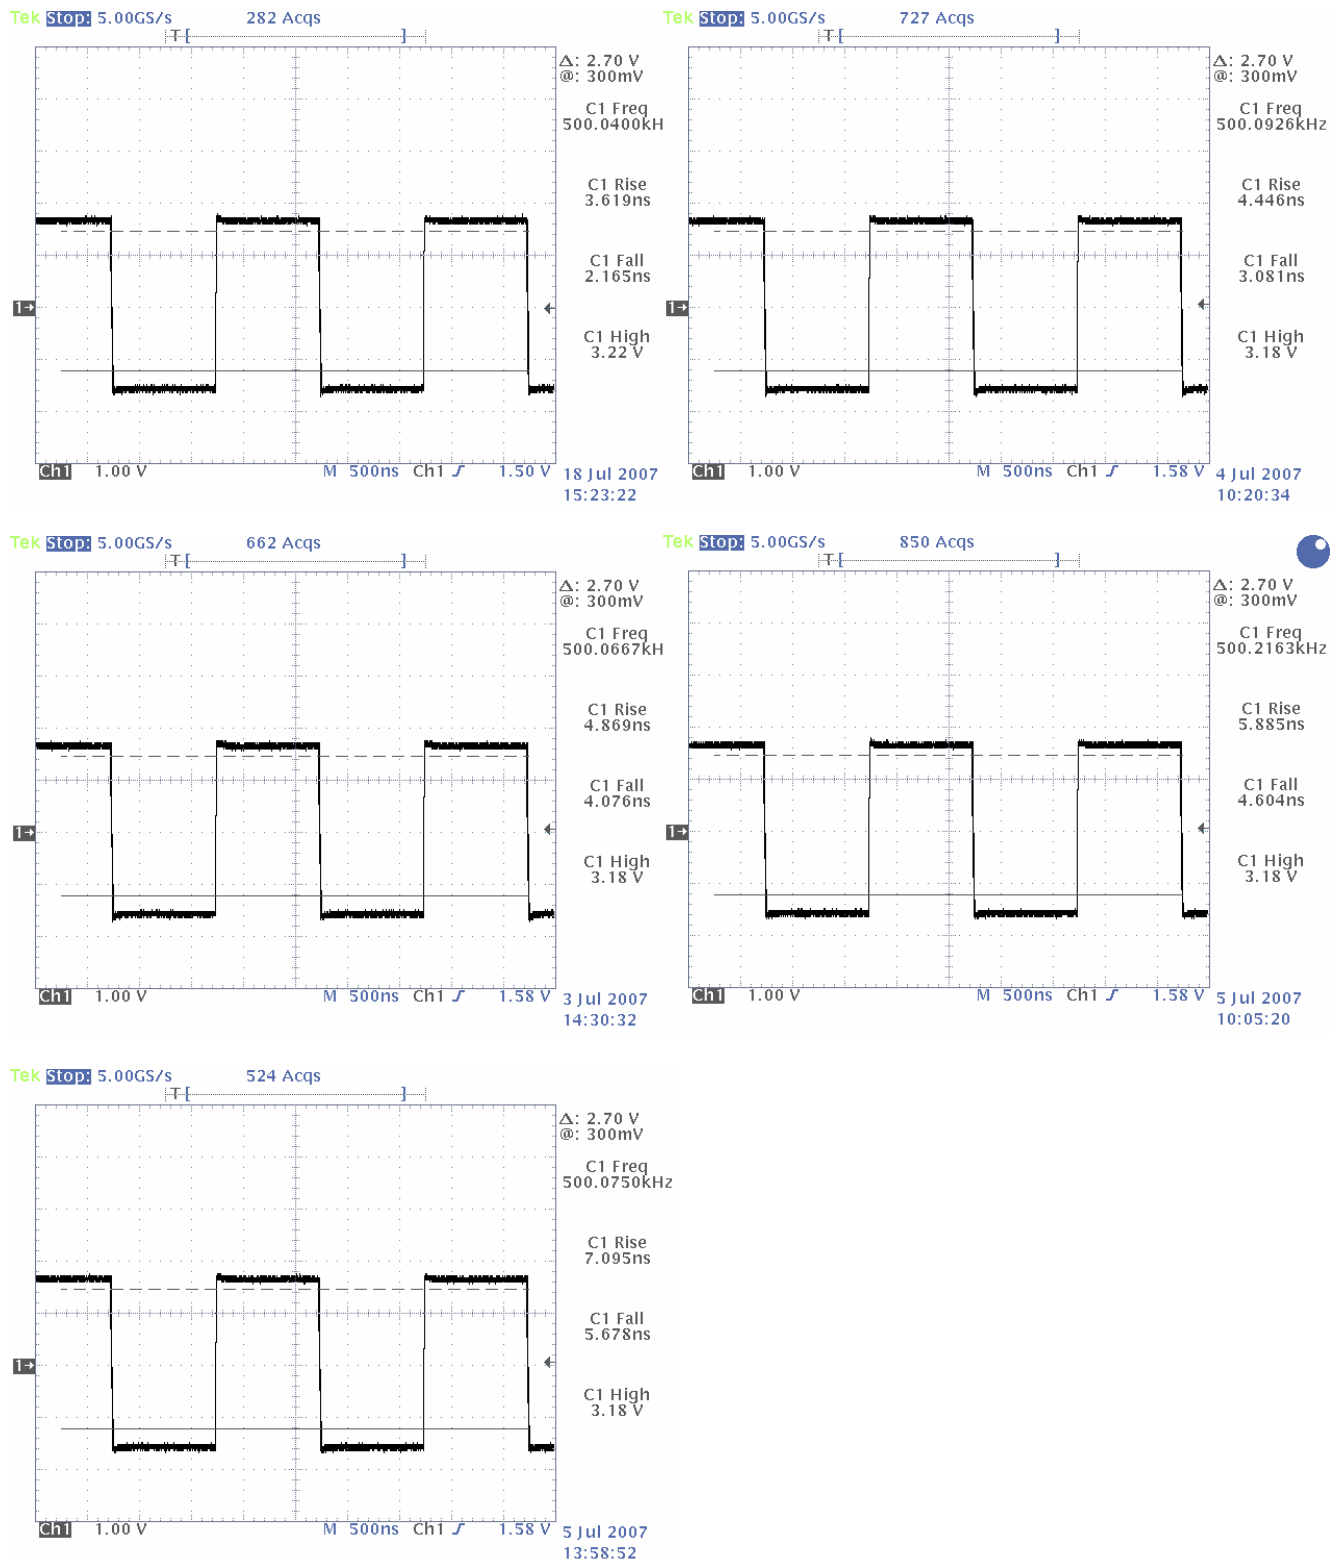 Tek Stop: 5.00GS/s 282 Acqs
T
Δ: 2.70 V
@: 300mV
C1 Freq
500.0400kH
C1 Rise
3.619ns
C1 Fall
2.165ns
C1 High
3.22 V
1
Ch1 1.00 V M 500ns Ch1 1.50 V
18 Jul 2007
15:23:22
Tek Stop: 5.00GS/s 727 Acqs
T
Δ: 2.70 V
@: 300mV
C1 Freq
500.0926kHz
C1 Rise
4.446ns
C1 Fall
3.081ns
C1 High
3.18 V
1
Ch1 1.00 V M 500ns Ch1 1.58 V
4 Jul 2007
10:20:34
Tek Stop: 5.00GS/s 662 Acqs
T
Δ: 2.70 V
@: 300mV
C1 Freq
500.0667kH
C1 Rise
4.869ns
C1 Fall
4.076ns
C1 High
3.18 V
1
Ch1 1.00 V M 500ns Ch1 1.58 V
3 Jul 2007
14:30:32
Tek Stop: 5.00GS/s 850 Acqs
T
Δ: 2.70 V
@: 300mV
C1 Freq
500.2163kHz
C1 Rise
5.885ns
C1 Fall
4.604ns
C1 High
3.18 V
1
Ch1 1.00 V M 500ns Ch1 1.58 V
5 Jul 2007
10:05:20
Tek Stop: 5.00GS/s 524 Acqs
T
Δ: 2.70 V
@: 300mV
C1 Freq
500.0750kHz
C1 Rise
7.095ns
C1 Fall
5.678ns
C1 High
3.18 V
1
Ch1 1.00 V M 500ns Ch1 1.58 V
5 Jul 2007
13:58:52